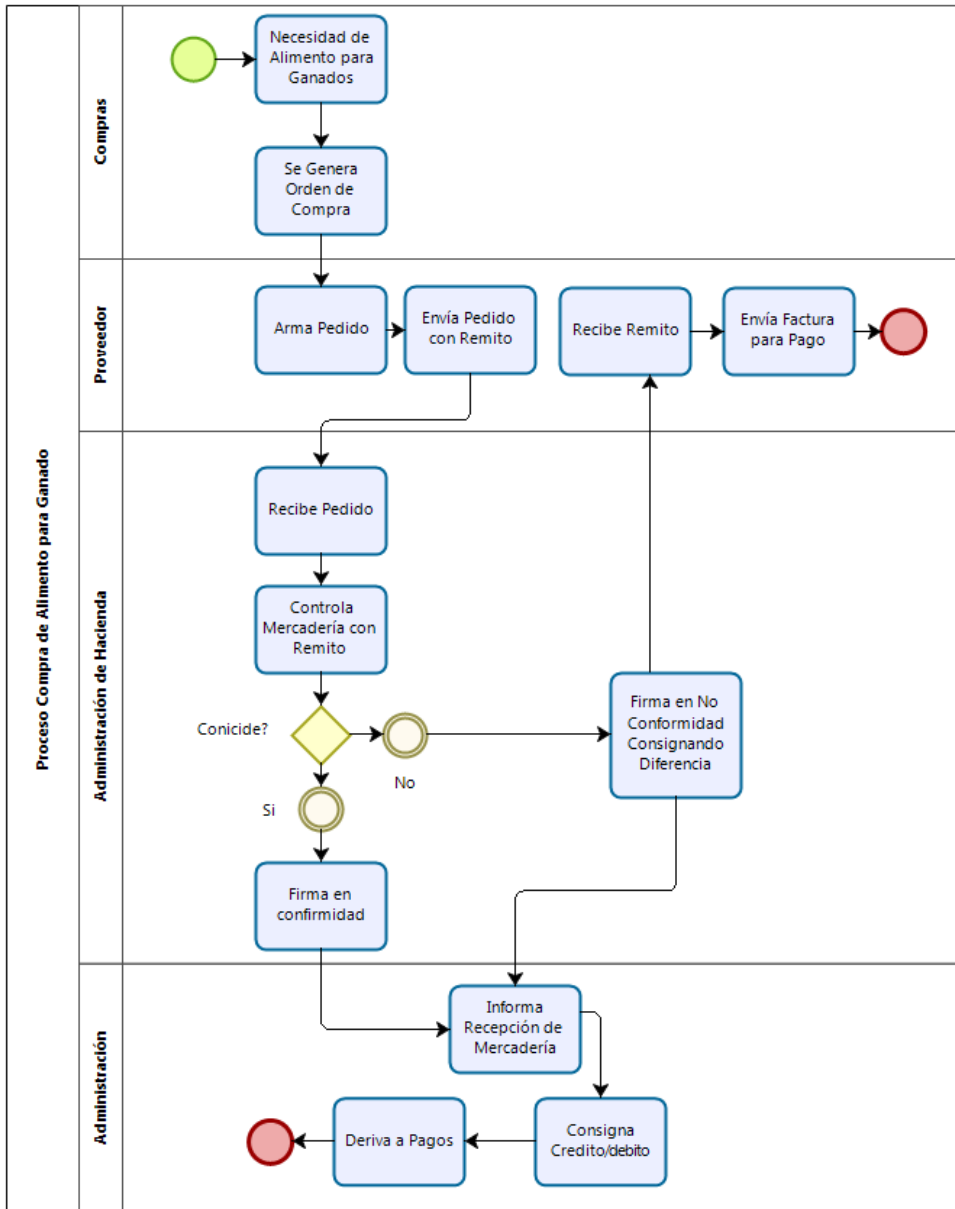 Proceso Compra de Alimento para Ganado
Compras
Necesidad de
Alimento para
Ganados
Se Genera
Orden de
Compra
Proveedor
Arma Pedido
Envía Pedido
con Remito
Recibe Remito
Envía Factura
para Pago
Administración de Hacienda
Recibe Pedido
Controla
Mercadería con
Remito
Conicide?
No
Si
Firma en No
Conformidad
Consignando
Diferencia
Firma en
confirmidad
Administración
Informa
Recepción de
Mercadería
Consigna
Credito/debito
Deriva a Pagos